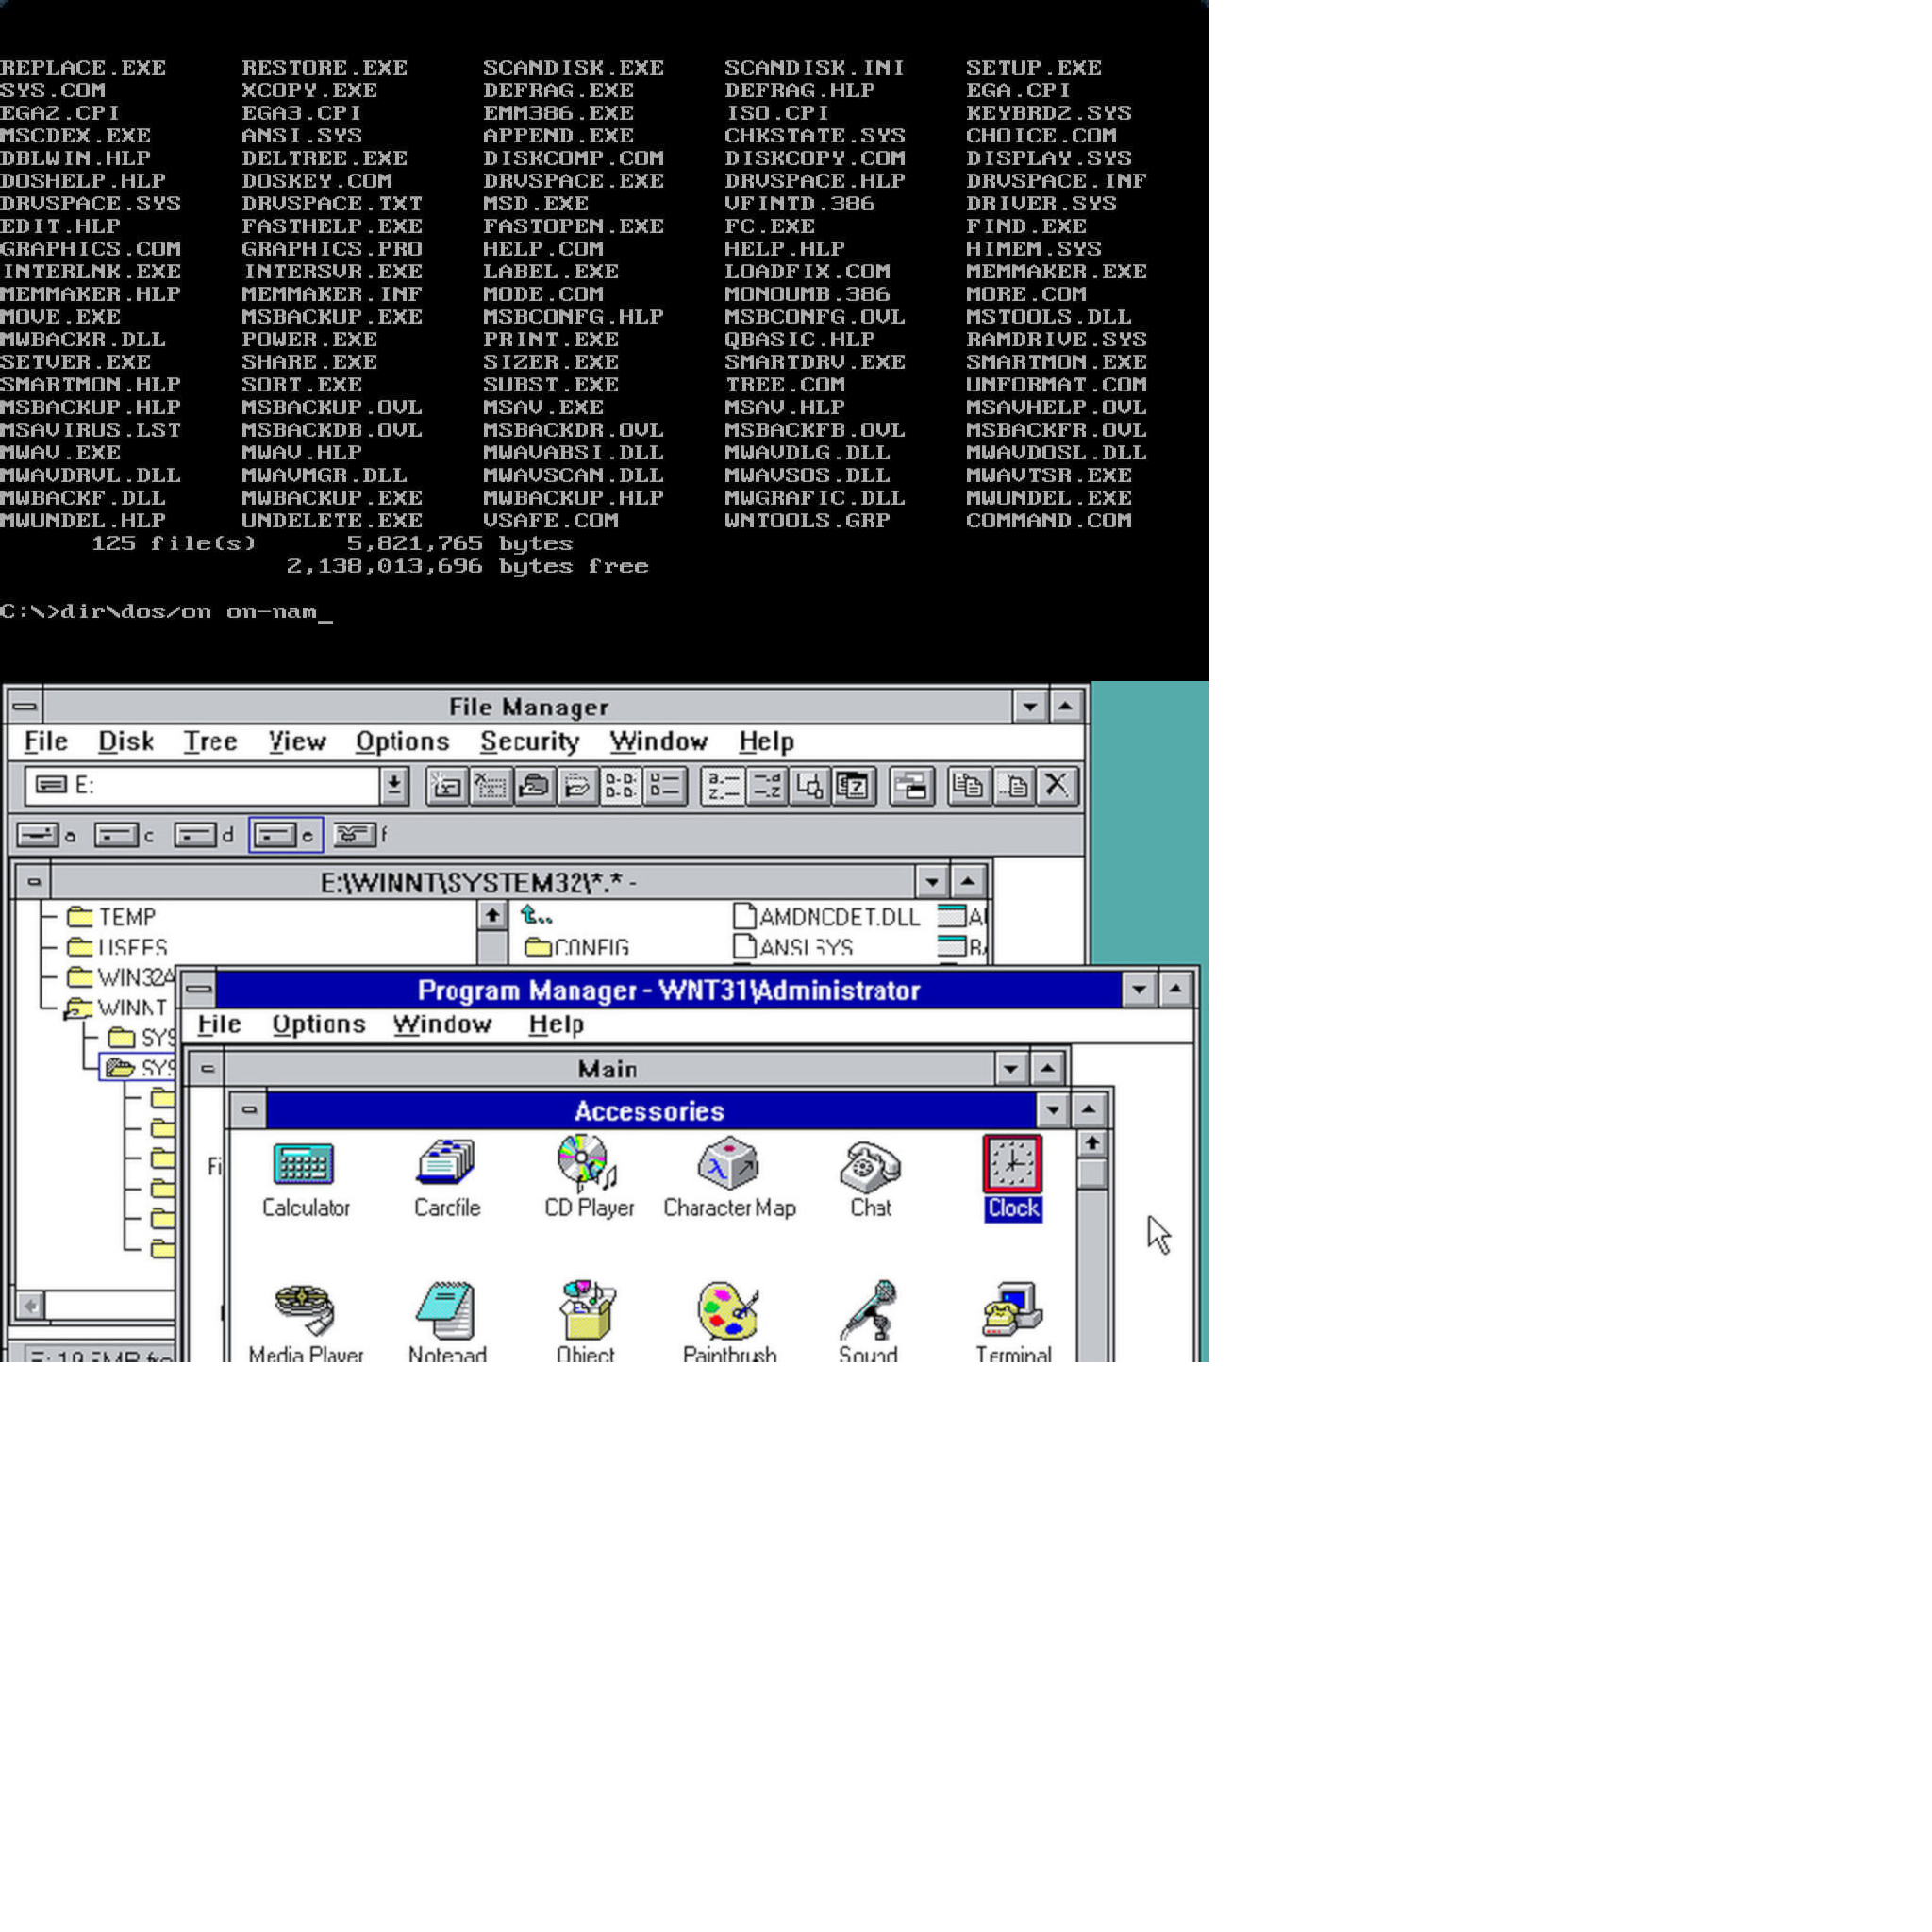 REPLACE.EXE RESTORE.EXE SCANDISK.EXE SCANDISK.INI SETUP.EXE
SYS.COM XCOPY.EXE DEFRAG.EXE DEFRAG.HLP EGA.CPI
EGA2.CPI EGA3.CPI EMM386.EXE ISO.CPI KEYBRD2.SYS
MSCDEX.EXE ANSI.SYS APPEND.EXE CHKSTATE.SYS CHOICE.COM
DBLWIN.HLP DELTREE.EXE DISKCOMP.COM DISKCOPY.COM DISPLAY.SYS
DOSHELP.HLP DOSKEY.COM DRVSPACE.EXE DRVSPACE.HLP DRVSPACE.INF
DRVSPACE.SYS DRVSPACE.TXT MSD.EXE VFINTD.386 DRIVER.SYS
EDIT.HLP FASTHELP.EXE FASTOPEN.EXE FC.EXE FIND.EXE
GRAPHICS.COM GRAPHICS.PRO HELP.COM HELP.HLP HIMEM.SYS
INTERLNK.EXE INTERSVR.EXE LABEL.EXE LOADFIX.COM MEMMAKER.EXE
MEMMAKER.HLP MEMMAKER.INF MODE.COM MONOUMB.386 MORE.COM
MOVE.EXE MSBACKUP.EXE MSBCONFG.HLP MSBCONFG.OVL MSTOOLS.DLL
MWBACKR.DLL POWER.EXE PRINT.EXE QBASIC.HLP RAMDRIVE.SYS
SETVER.EXE SHARE.EXE SIZER.EXE SMARTDRV.EXE SMARTMON.EXE
SMARTMON.HLP SORT.EXE SUBST.EXE TREE.COM UNFORMAT.COM
MSBACKUP.HLP MSBACKUP.OVL MSAV.EXE MSAV.HLP MSAVHELP.OVL
MSAVIRUS.LST MSBACKDB.OVL MSBACKDR.OVL MSBACKFB.OVL MSBACKFR.OVL
MWAV.EXE MWAV.HLP MWAVABSI.DLL MWAVDLG.DLL MWAVDOSL.DLL
MWAVDRVL.DLL MWAVMGR.DLL MWAVSCAN.DLL MWAVSOS.DLL MWAVTSR.EXE
MWBACKF.DLL MWBACKUP.EXE MWBACKUP.HLP MWGRAFIC.DLL MWUNDEL.EXE
MWUNDEL.HLP UNDELETE.EXE VSAFE.COM WNTOOLS.GRP COMMAND.COM
125 file(s) 5,821,765 bytes
2,138,013,696 bytes free
C:\>dir\dos/on on-nam_
File Manager
File Disk Tree View Options Security Window Help
E:
a c d e f
E:\WINNT\SYSTEM32\*.* -
TEMP AMDNCDET.DLL
USERS CONFIG ANSI.SYS
WIN32
WINNT
SYS
SYS
Program Manager - WNT31\Administrator
File Options Window Help
Main
Accessories
Fi
Calculator Cardfile CD Player Character Map Chat Clock
Media Player Notepad Object Paintbrush Sound Terminal